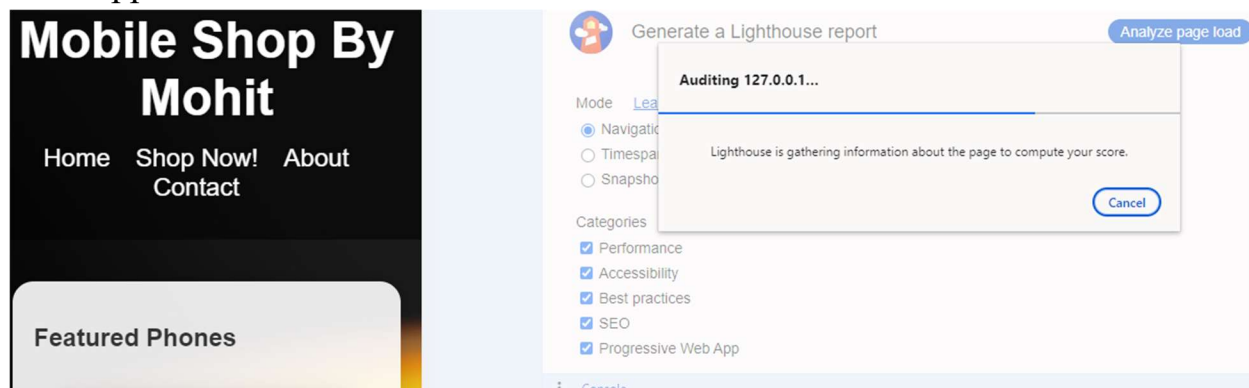 Mobile Shop By
Mohit
Home Shop Now! About
Contact
Featured Phones
Generate a Lighthouse report
Analyze page load
Auditing 127.0.0.1...
Mode
Lighthouse is gathering information about the page to compute your score.
Cancel
Categories
Performance
Accessibility
Best practices
SEO
Progressive Web App